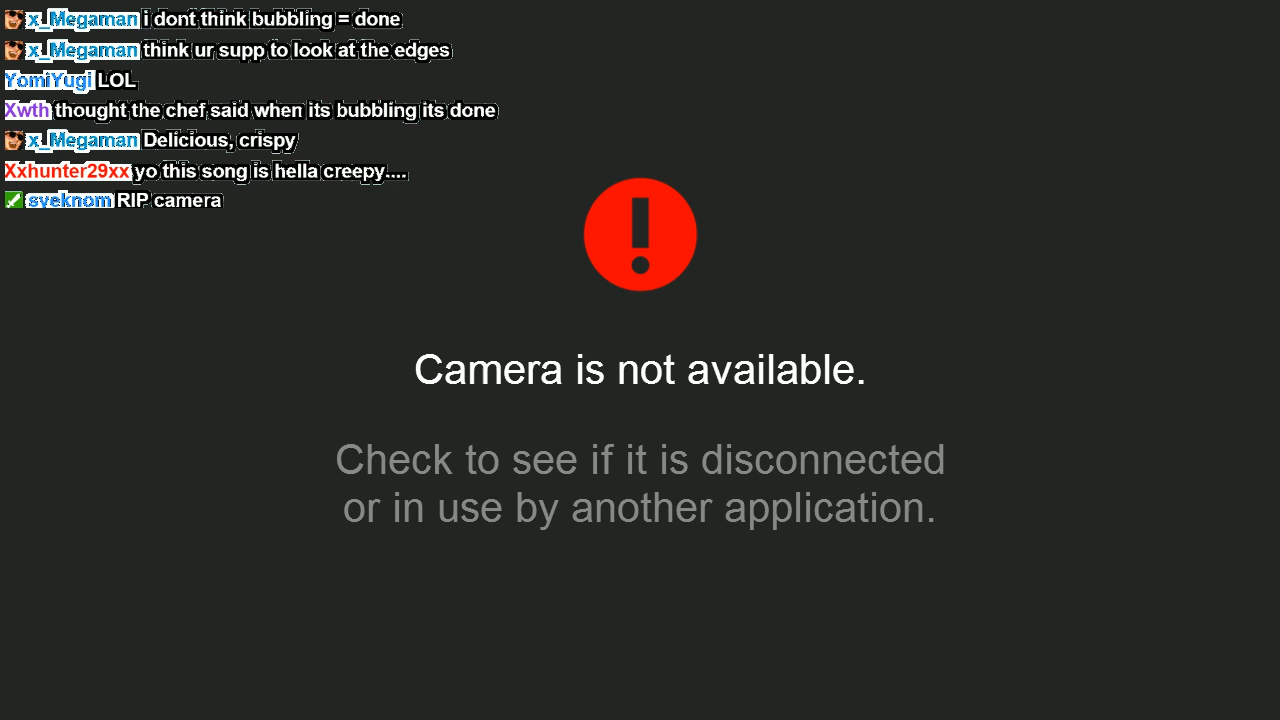 x_Megaman i dont think bubbling = done
x_Megaman think ur supp to look at the edges
YomiYugi LOL
Xwth thought the chef said when its bubbling its done
x_Megaman Delicious, crispy
Xxhunter29xx yo this song is hella creepy....
syeknom RIP camera
Camera is not available.
Check to see if it is disconnected
or in use by another application.